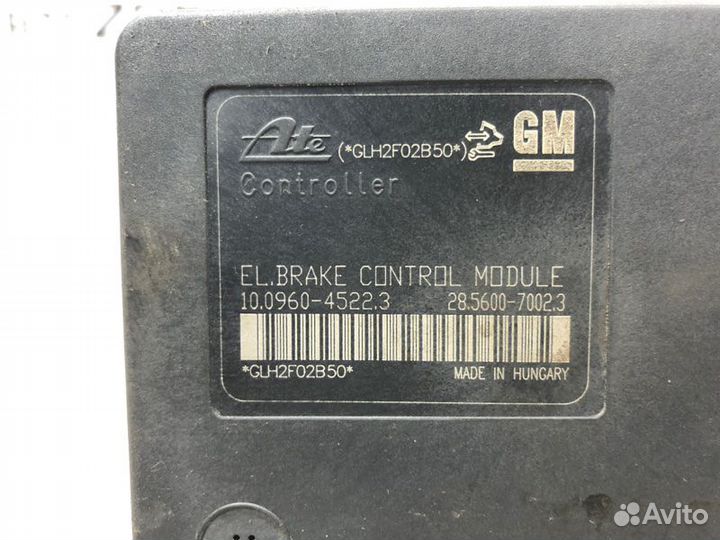 Ate (*GLH2F02B50*) GM
Controller
EL.BRAKE CONTROL MODULE
10.0960-4522.3 28.5600-7002.3
*GLH2F02B50* MADE IN HUNGARY
Avito